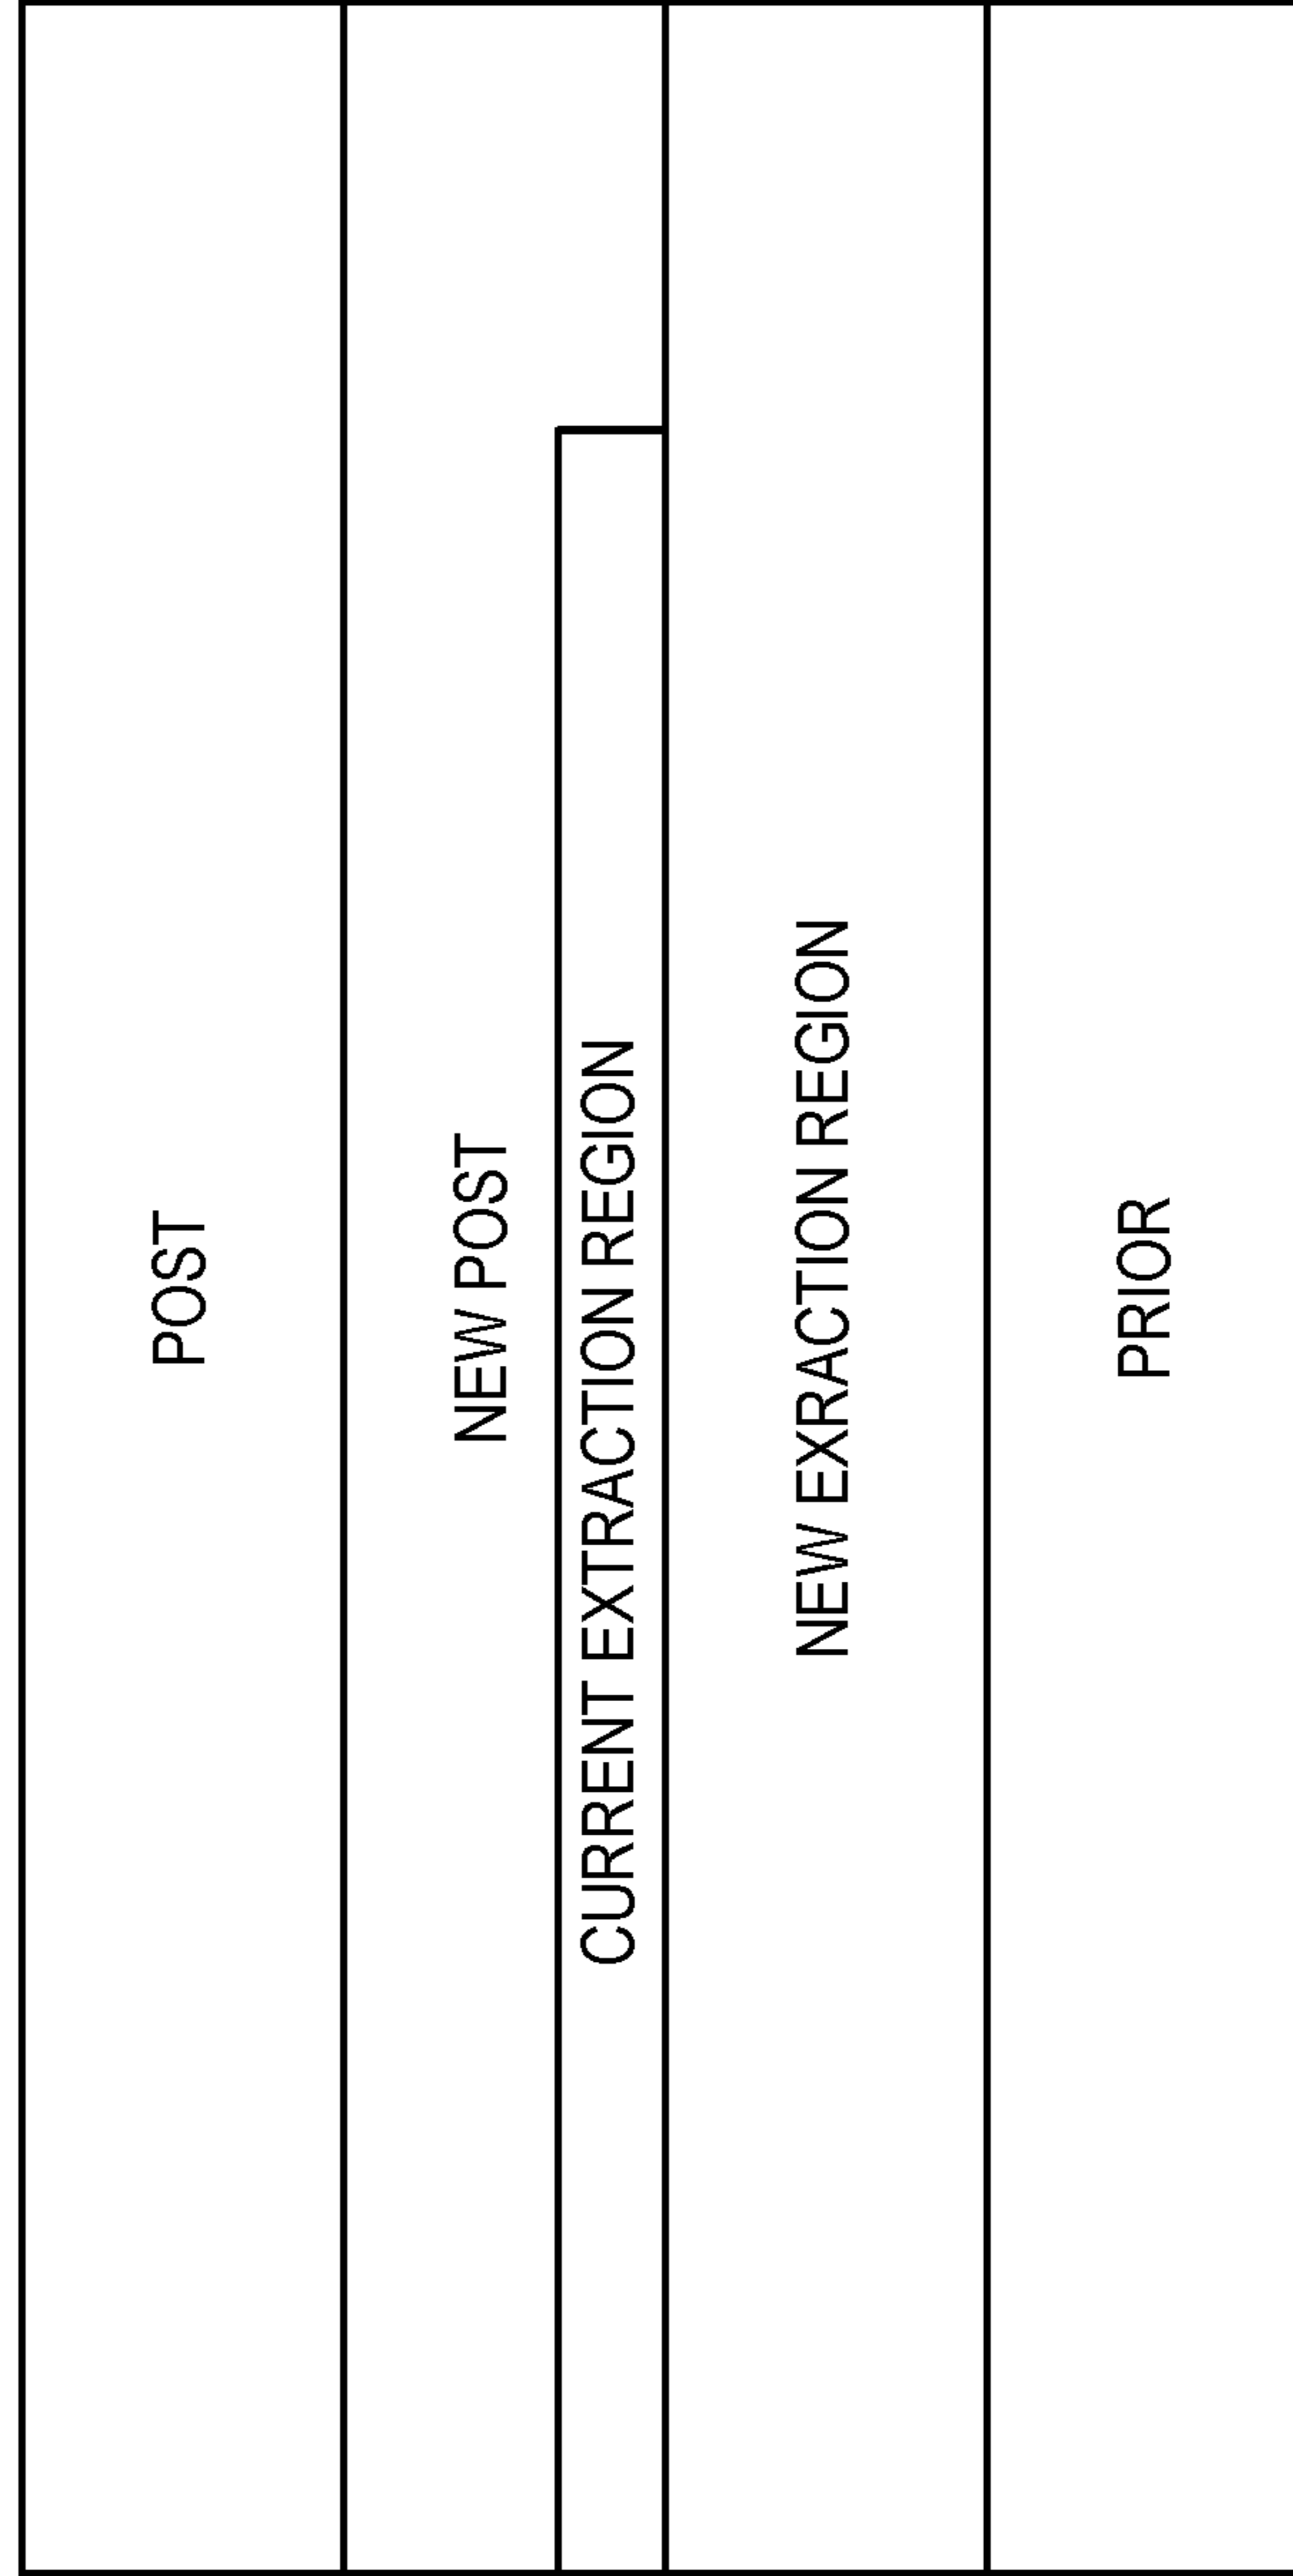 POST
NEW POST
CURRENT EXTRACTION REGION
NEW EXRACTION REGION
PRIOR